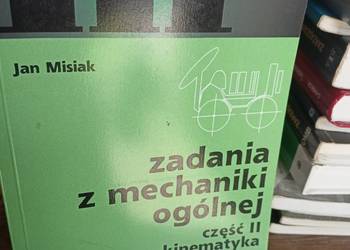 Jan Misiak
zadania
z mechaniki
ogólnej
część II
kinematyka